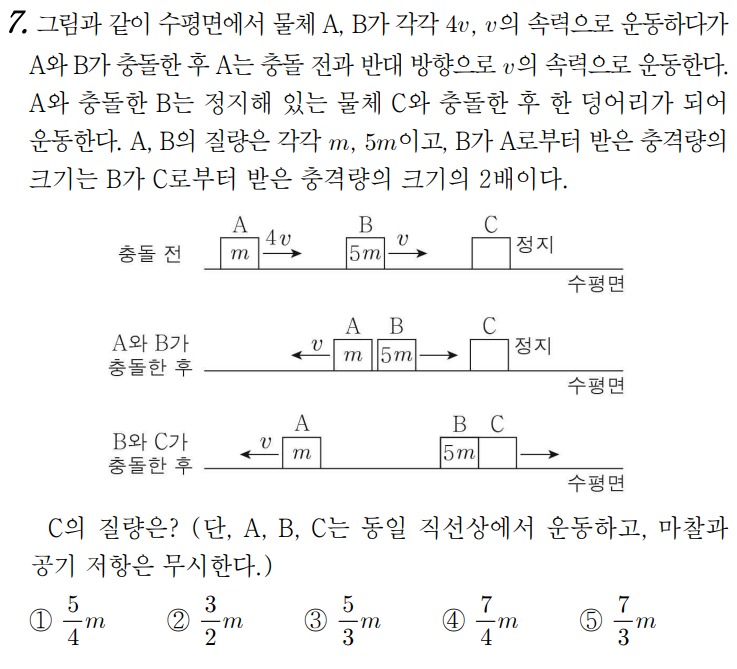 7. 그림과 같이 수평면에서 물체 A, B가 각각 4v, v의 속력으로 운동하다가
A와 B가 충돌한 후 A는 충돌 전과 반대 방향으로 v의 속력으로 운동한다.
A와 충돌한 B는 정지해 있는 물체 C와 충돌한 후 한 덩어리가 되어
운동한다. A, B의 질량은 각각 m, 5m이고, B가 A로부터 받은 충격량의
크기는 B가 C로부터 받은 충격량의 크기의 2배이다.
A B C
충돌 전 m 4v 5m v 정지
수평면
A B C
A와 B가
충돌한 후 v m 5m 정지
수평면
A B C
B와 C가
충돌한 후 v m 5m
수평면
C의 질량은? (단, A, B, C는 동일 직선상에서 운동하고, 마찰과
공기 저항은 무시한다.)
① 5/4 m ② 3/2 m ③ 5/3 m ④ 7/4 m ⑤ 7/3 m